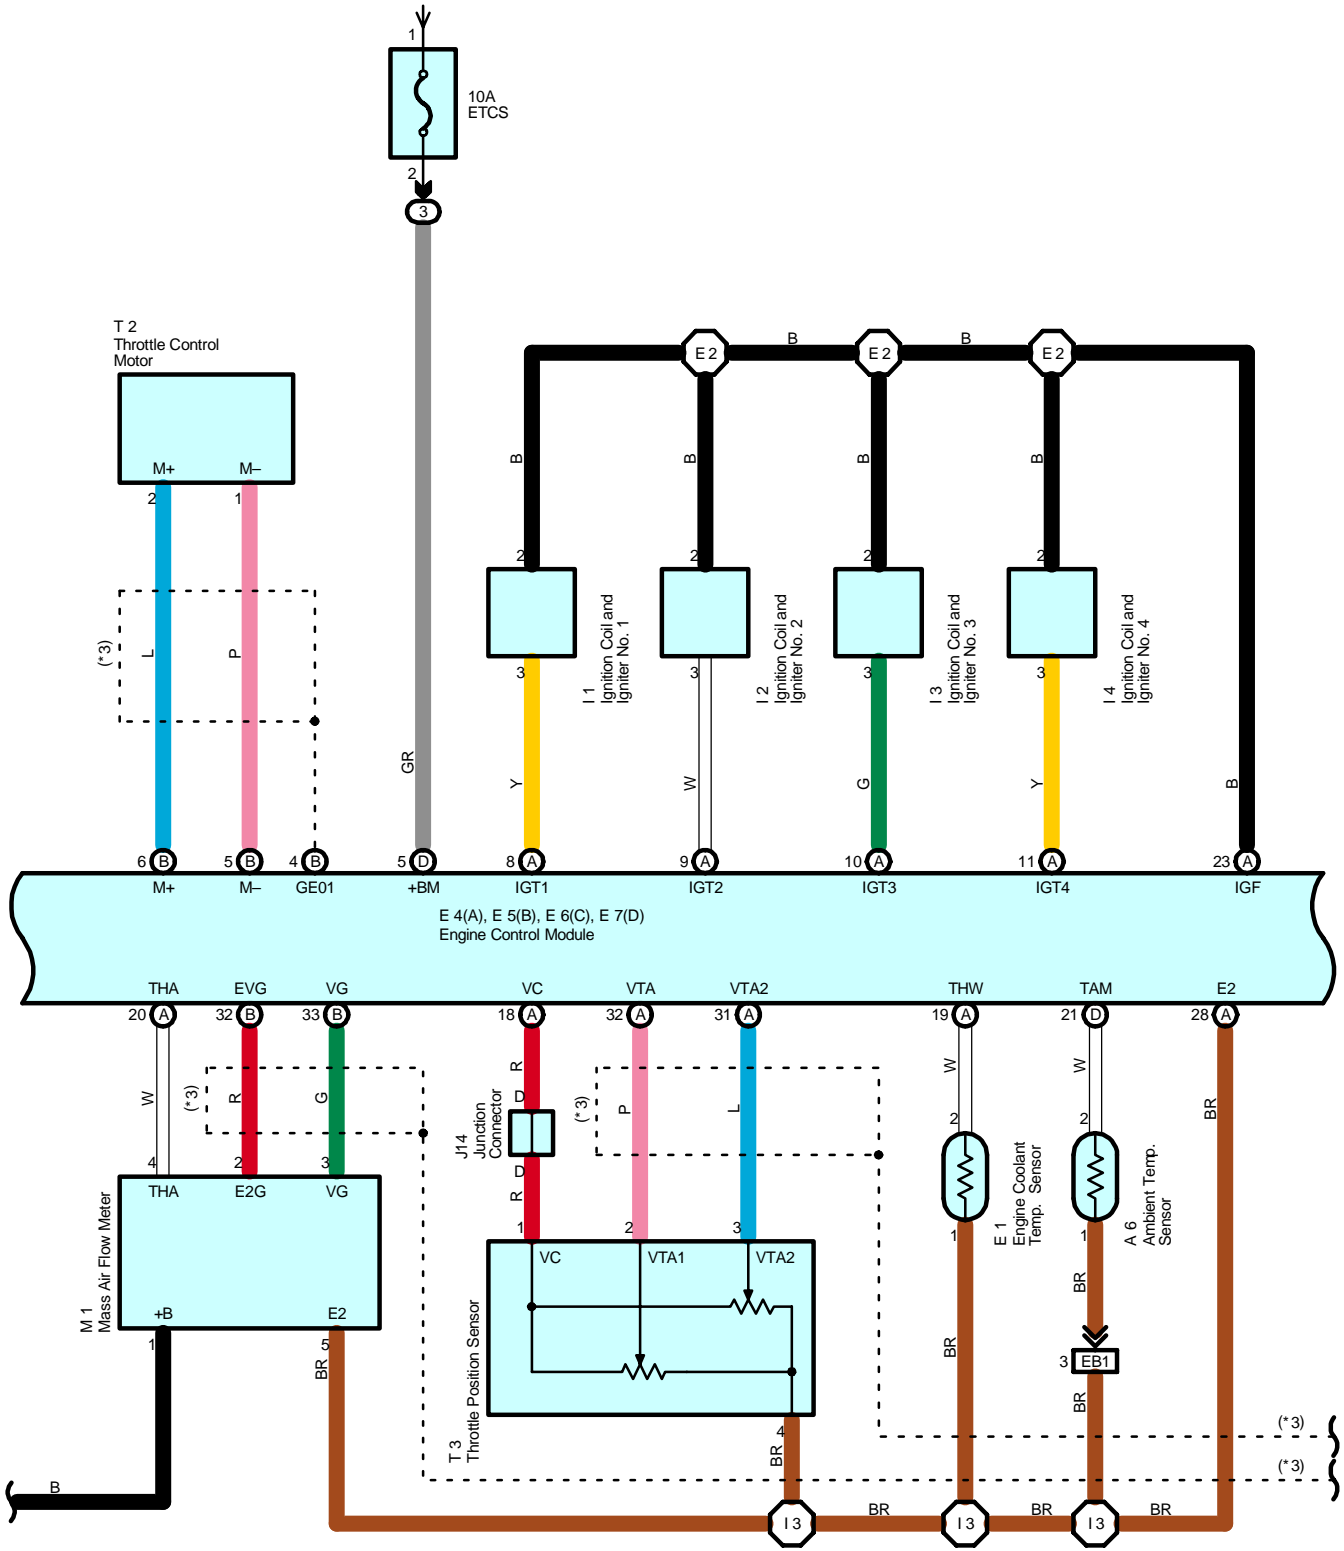 1
10A
ETCS
2
3
T 2
Throttle Control
Motor
M+
M–
2
1
(*3)
L
P
GR
E 2
B
E 2
B
E 2
B
B
B
B
2
2
2
2
I 1
Ignition Coil and
Igniter No. 1
I 2
Ignition Coil and
Igniter No. 2
I 3
Ignition Coil and
Igniter No. 3
I 4
Ignition Coil and
Igniter No. 4
3
3
3
3
Y
W
G
Y
B
6 B
5 B
4 B
5 D
8 A
9 A
10 A
11 A
23 A
M+
M–
GE01
+BM
IGT1
IGT2
IGT3
IGT4
IGF
E 4(A), E 5(B), E 6(C), E 7(D)
Engine Control Module
THA
EVG
VG
VC
VTA
VTA2
THW
TAM
E2
20 A
32 B
33 B
18 A
32 A
31 A
19 A
21 D
28 A
W
(*3)
R
G
R
D
J14
Junction
Connector
D
R
(*3)
P
L
W
W
BR
4
2
3
1
2
3
2
2
THA
E2G
VG
M 1
Mass Air Flow Meter
+B
E2
1
5
BR
B
VC
VTA1
VTA2
T 3
Throttle Position Sensor
4
BR
1
E 1
Engine Coolant
Temp. Sensor
1
A 6
Ambient Temp.
Sensor
BR
BR
3 EB1
BR
(*3)
(*3)
I 3
BR
I 3
BR
I 3
BR